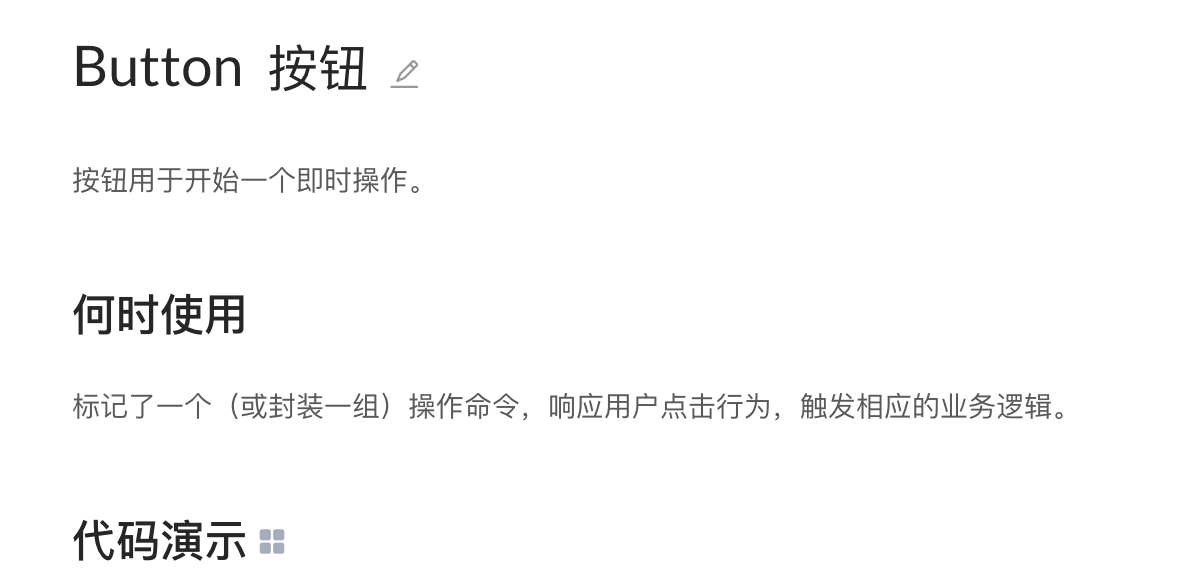 Button 按钮
按钮用于开始一个即时操作。
何时使用
标记了一个（或封装一组）操作命令，响应用户点击行为，触发相应的业务逻辑。
代码演示